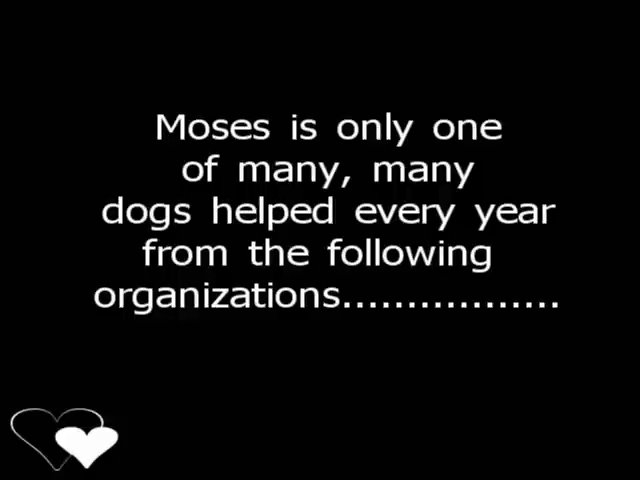 Moses is only one
of many, many
dogs helped every year
from the following
organizations.................